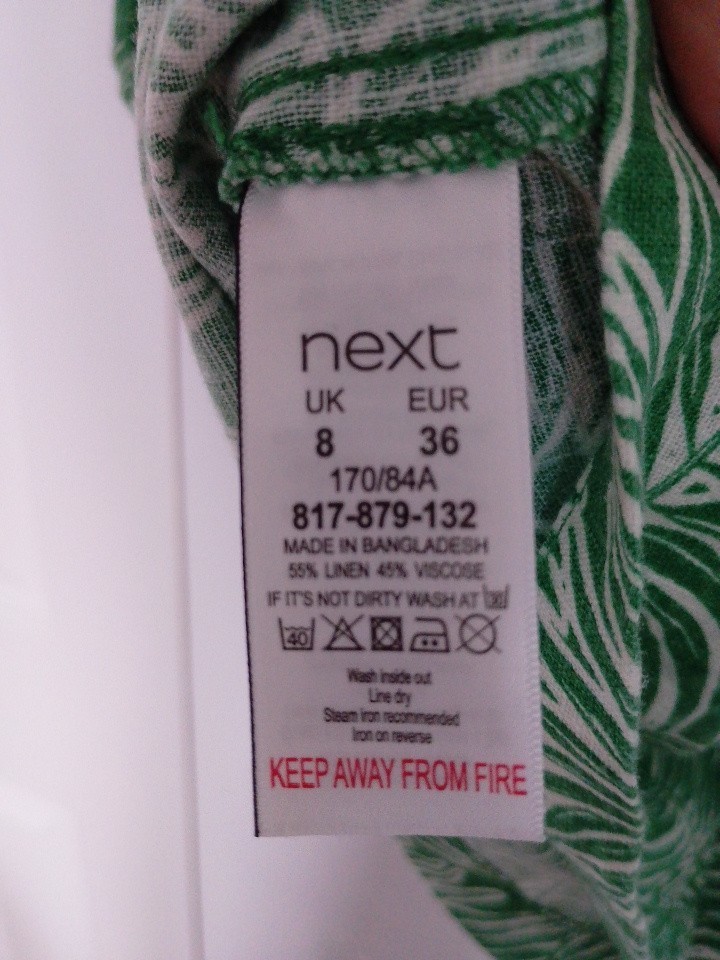 next
UK EUR
8 36
170/84A
817-879-132
MADE IN BANGLADESH
55% LINEN 45% VISCOSE
IF IT'S NOT DIRTY WASH AT 30
40
Wash inside out
Line dry
Steam iron recommended
Iron on reverse
KEEP AWAY FROM FIRE